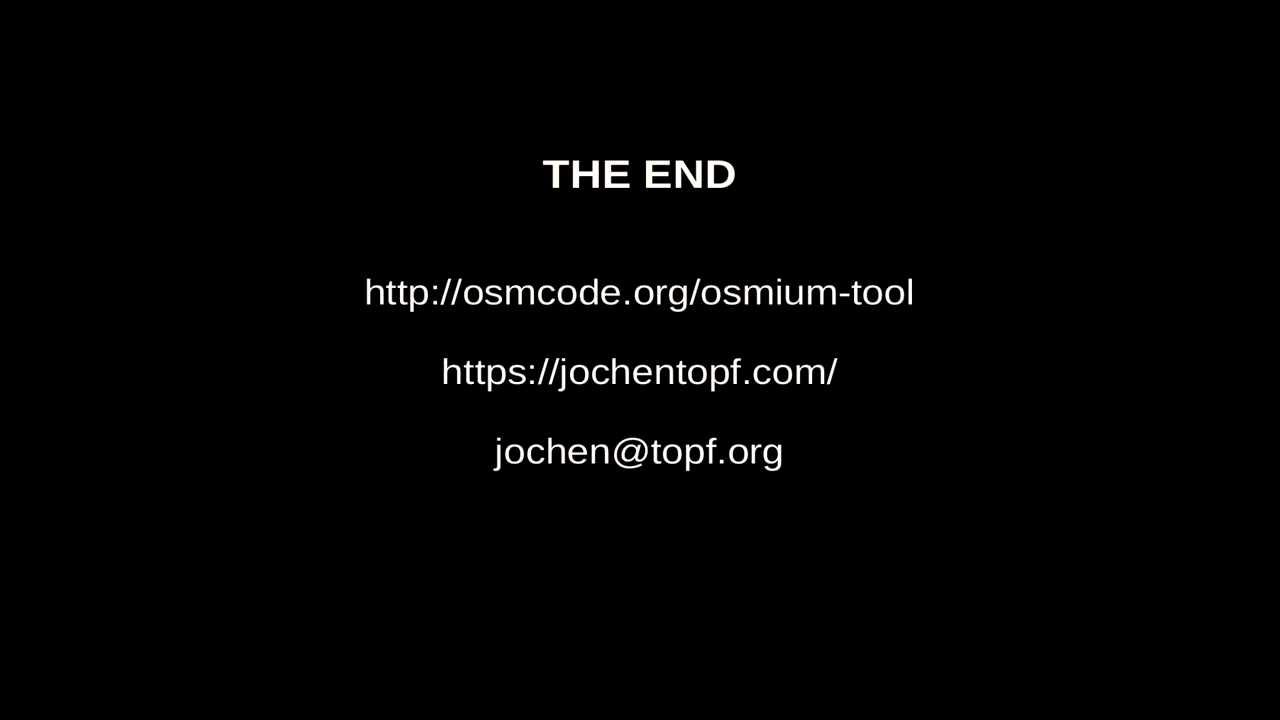 THE END
http://osmcode.org/osmium-tool
https://jochentopf.com/
jochen@topf.org